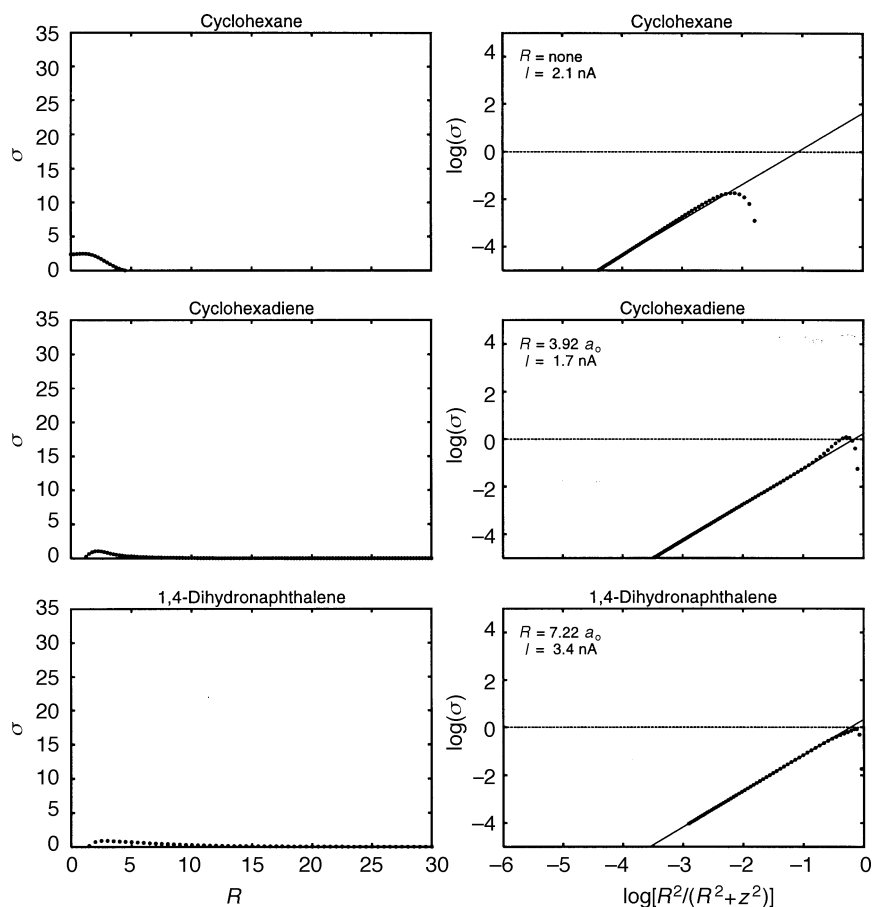 Cyclohexane
Cyclohexane
35
30
25
20
15
10
5
0
σ
4
2
0
−2
−4
log(σ)
R = none
I = 2.1 nA
Cyclohexadiene
Cyclohexadiene
35
30
25
20
15
10
5
0
σ
4
2
0
−2
−4
log(σ)
R = 3.92 a₀
I = 1.7 nA
1,4-Dihydronaphthalene
1,4-Dihydronaphthalene
35
30
25
20
15
10
5
0
σ
0 5 10 15 20 25 30
R
4
2
0
−2
−4
log(σ)
R = 7.22 a₀
I = 3.4 nA
−6 −5 −4 −3 −2 −1 0
log[R²/(R²+z²)]